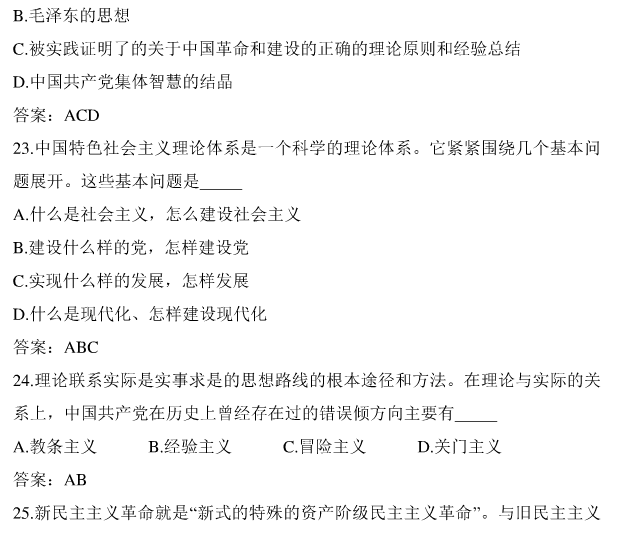 B.毛泽东的思想
C.被实践证明了的关于中国革命和建设的正确的理论原则和经验总结
D.中国共产党集体智慧的结晶
答案：ACD
23.中国特色社会主义理论体系是一个科学的理论体系。它紧紧围绕几个基本问
题展开。这些基本问题是_____
A.什么是社会主义，怎么建设社会主义
B.建设什么样的党，怎样建设党
C.实现什么样的发展，怎样发展
D.什么是现代化、怎样建设现代化
答案：ABC
24.理论联系实际是实事求是的思想路线的根本途径和方法。在理论与实际的关
系上，中国共产党在历史上曾经存在过的错误倾方向主要有_____
A.教条主义 B.经验主义 C.冒险主义 D.关门主义
答案：AB
25.新民主主义革命就是“新式的特殊的资产阶级民主主义革命”。与旧民主主义